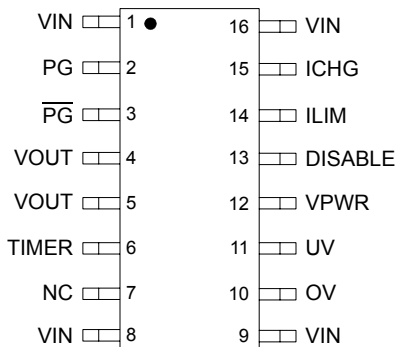 VIN 1 16 VIN
PG 2 15 ICHG
P̅G̅ 3 14 ILIM
VOUT 4 13 DISABLE
VOUT 5 12 VPWR
TIMER 6 11 UV
NC 7 10 OV
VIN 8 9 VIN